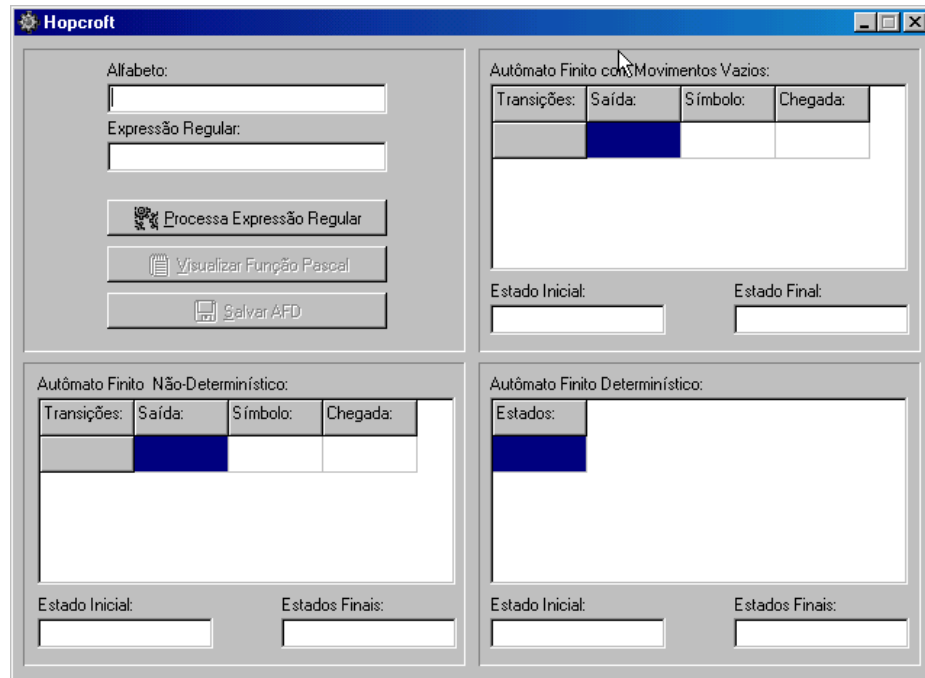 Hopcroft
Alfabeto:
Expressão Regular:
Processa Expressão Regular
Visualizar Função Pascal
Salvar AFD
Autômato Finito com Movimentos Vazios:
Transições: Saída: Símbolo: Chegada:
Estado Inicial: Estado Final:
Autômato Finito Não-Determinístico:
Transições: Saída: Símbolo: Chegada:
Estado Inicial: Estados Finais:
Autômato Finito Determinístico:
Estados:
Estado Inicial: Estados Finais: